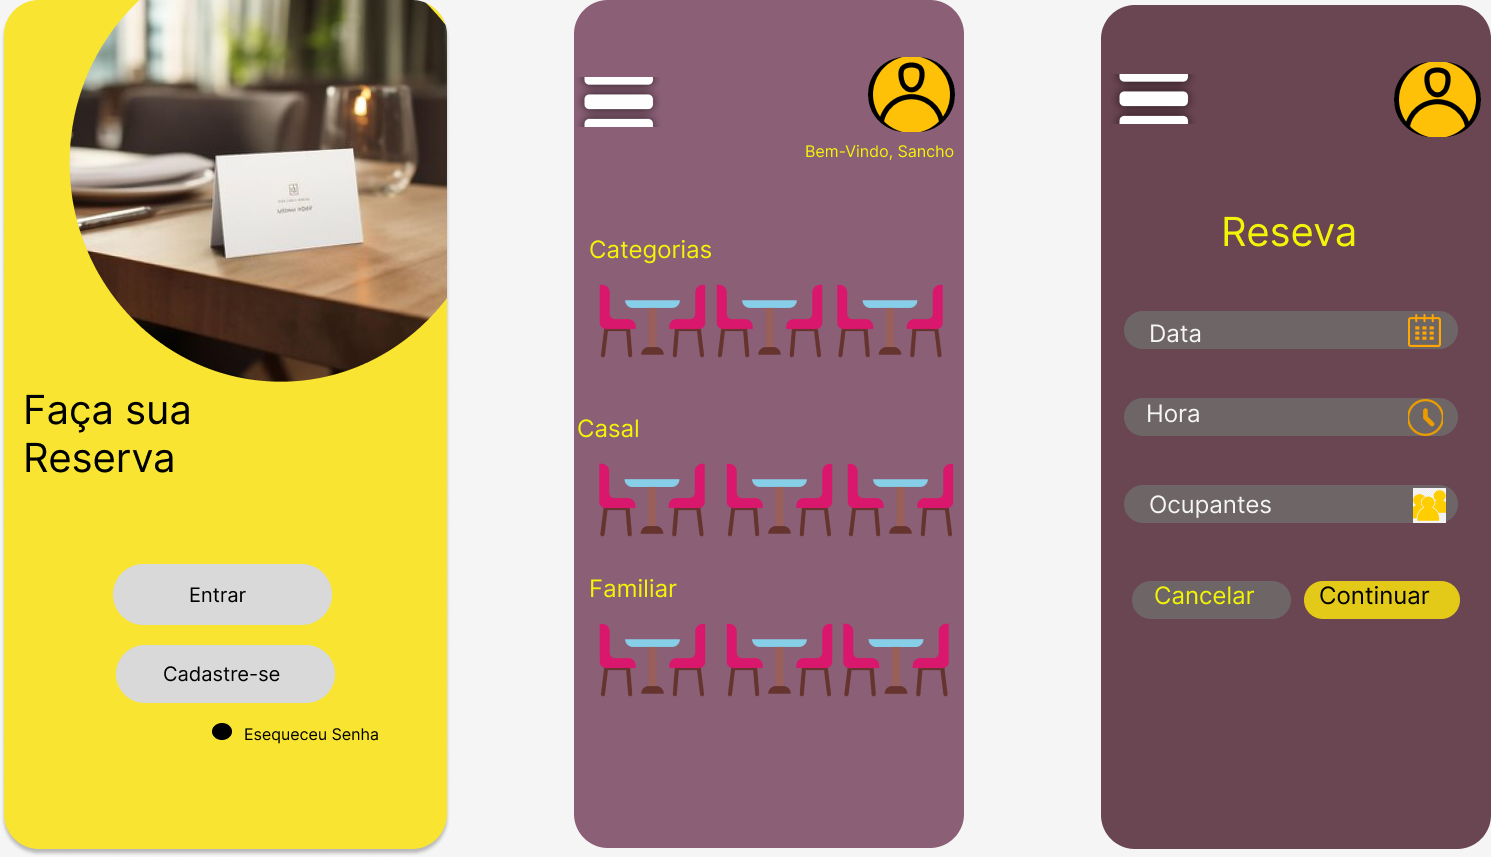 Faça sua
Reserva
Entrar
Cadastre-se
Esequeceu Senha
Bem-Vindo, Sancho
Categorias
Casal
Familiar
Reseva
Data
Hora
Ocupantes
Cancelar
Continuar